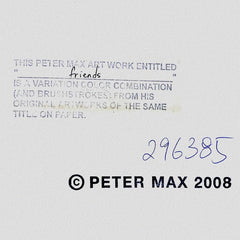 THIS PETER MAX ART WORK ENTITLED
" friends "
IS A VARIATION COLOR COMBINATION
(AND BRUSHSTROKES) FROM HIS
ORIGINAL ARTWORKS OF THE SAME
TITLE ON PAPER.
296385
© PETER MAX 2008